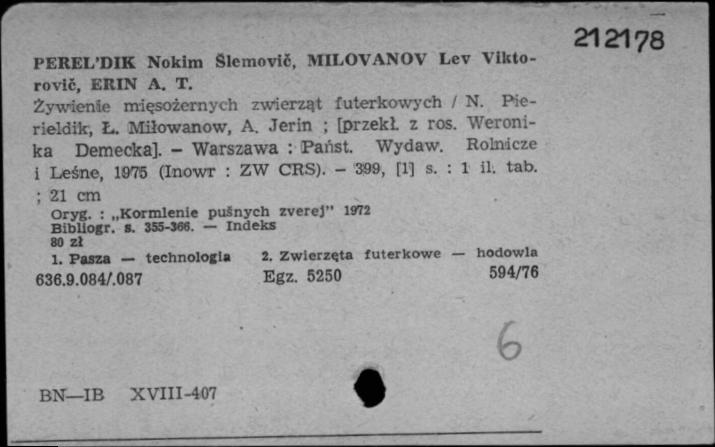 212178
PEREL'DIK Nokim Šlemovič, MILOVANOV Lev Vikto-
rovič, ERIN A. T.
Żywienie mięsożernych zwierząt futerkowych / N. Pie-
rieldik, Ł. Miłowanow, A. Jerin ; [przekł. z ros. Weroni-
ka Demecka]. — Warszawa : Państ. Wydaw. Rolnicze
i Leśne, 1975 (Inowr : ZW CRS). — 399, [1] s. : 1 il. tab.
; 21 cm
Oryg. : „Kormlenie pušnych zverej" 1972
Bibliogr. s. 355-366. — Indeks
80 zł
1. Pasza — technologia 2. Zwierzęta futerkowe — hodowla
636.9.084/.087 Egz. 5250 594/76
6
BN—IB XVIII-407